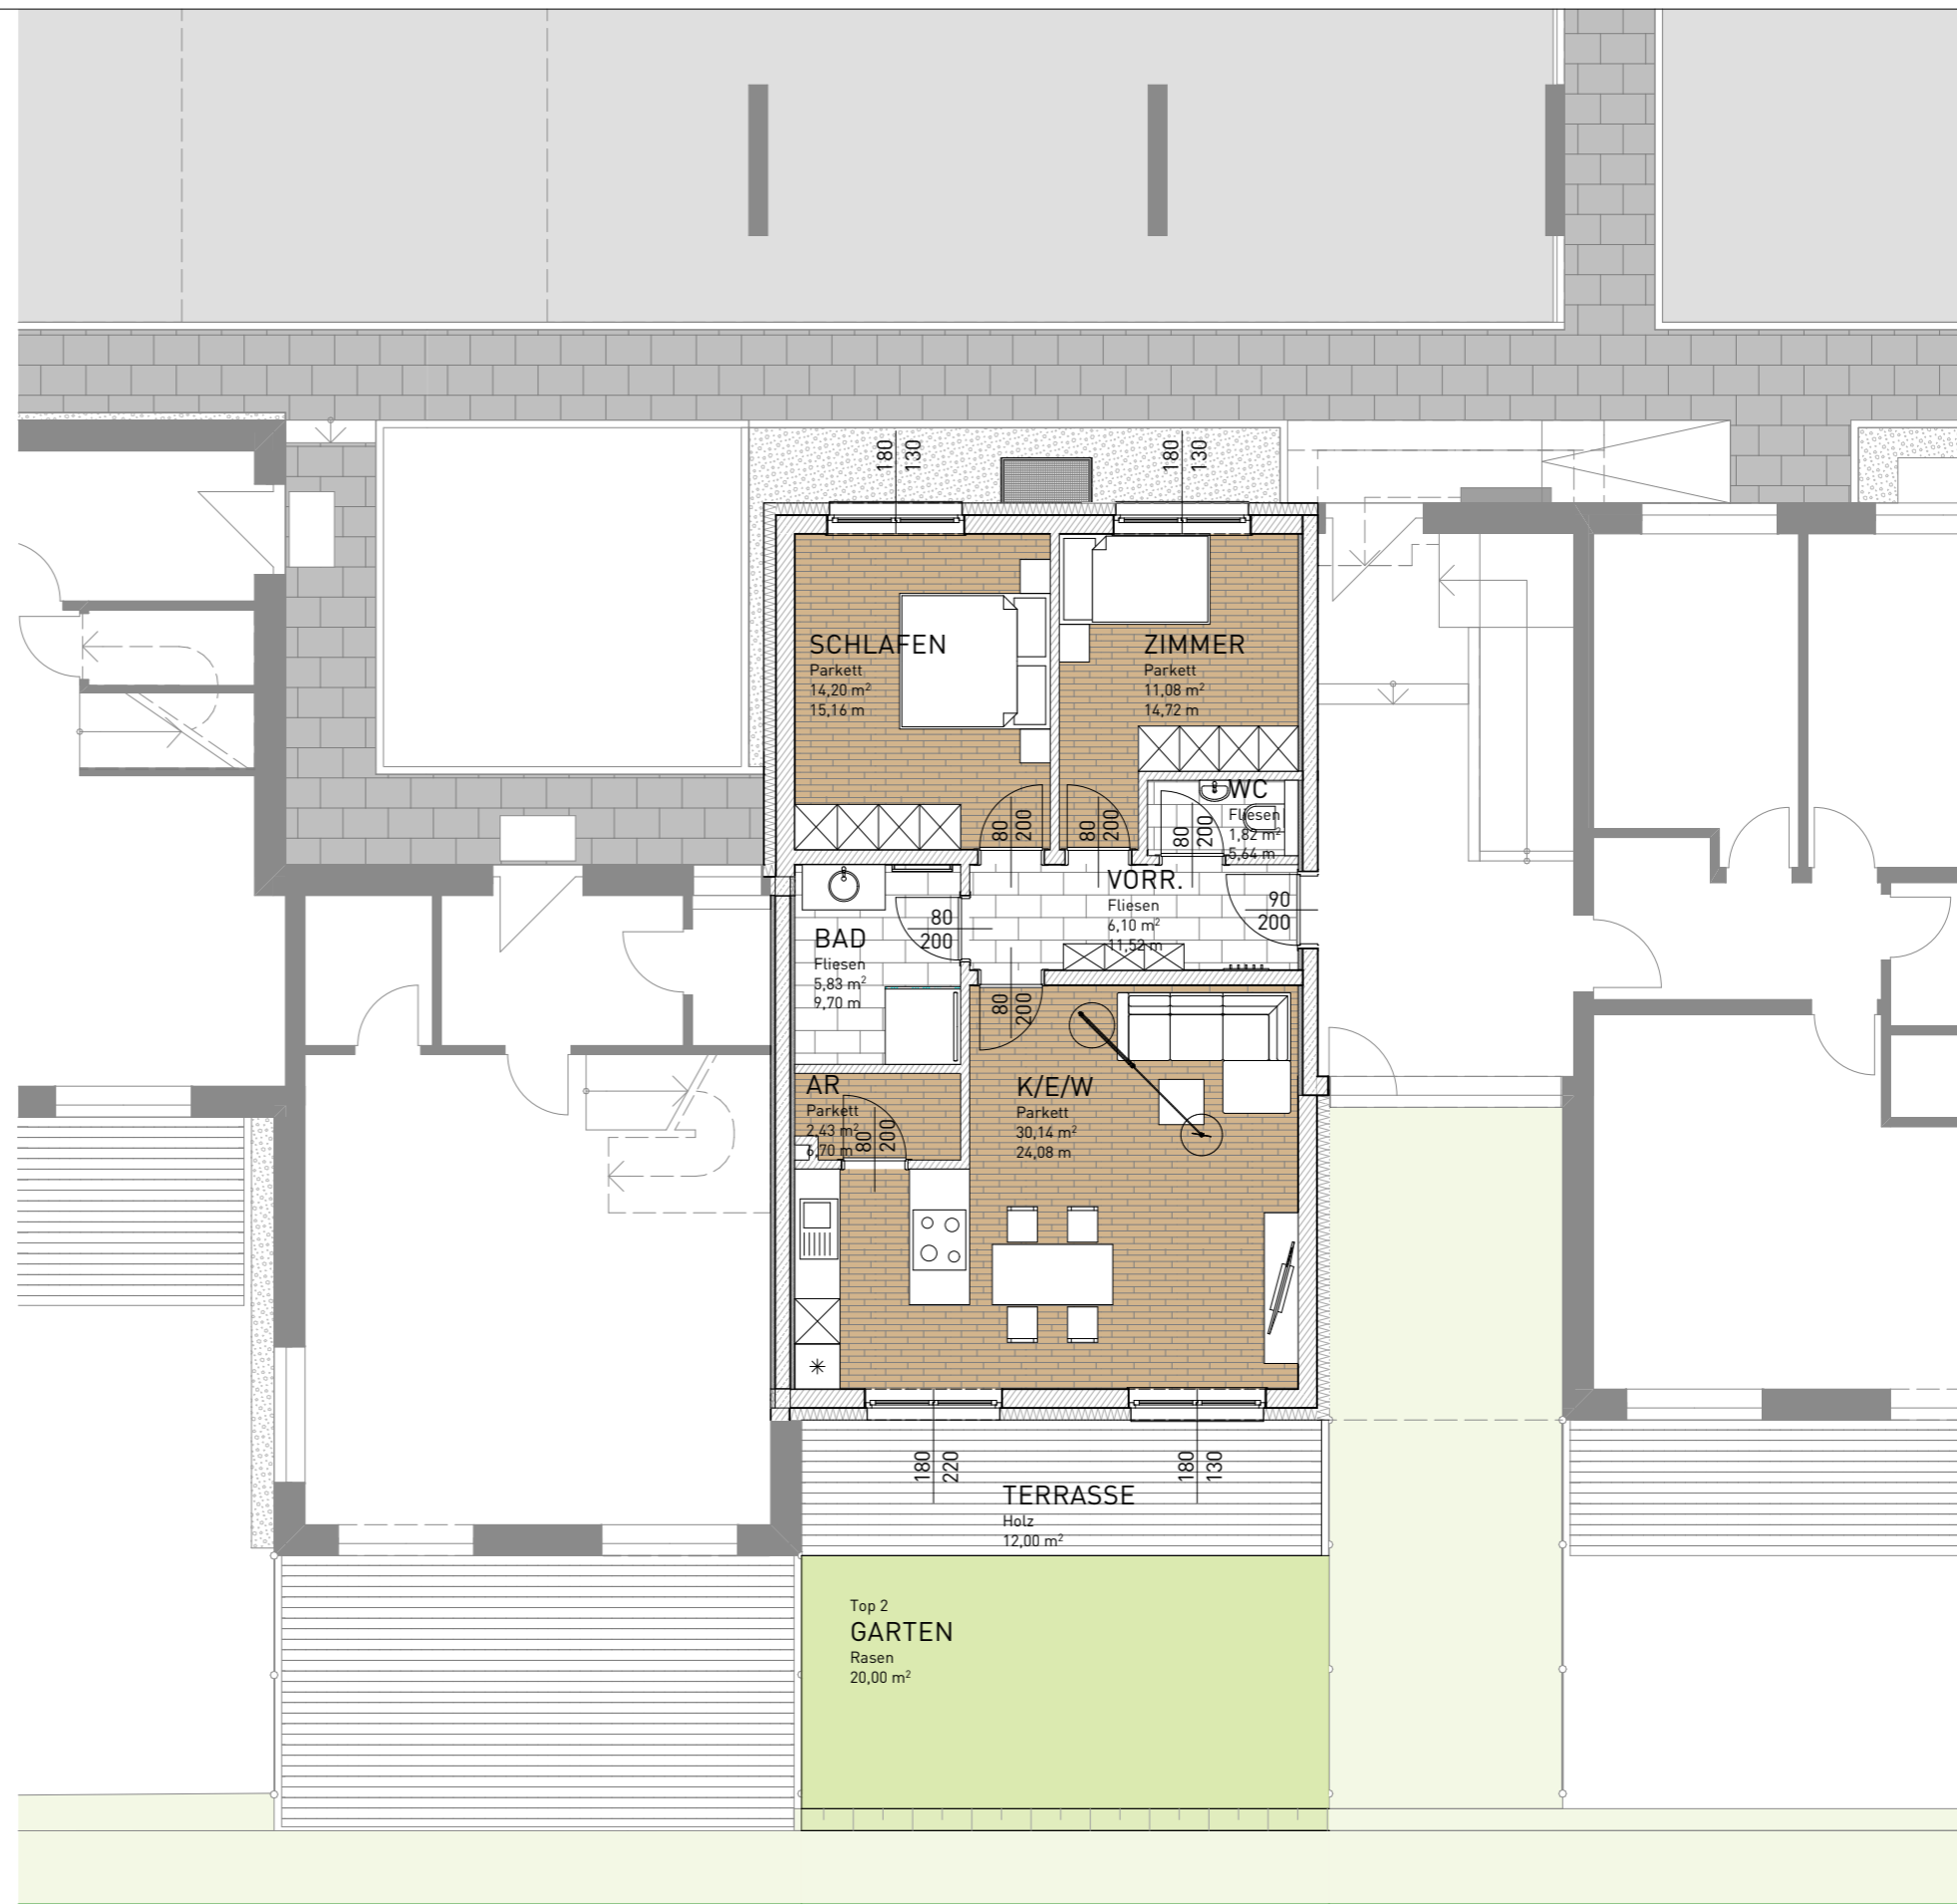 180
130
180
130
SCHLAFEN
Parkett
14,20 m²
15,16 m
ZIMMER
Parkett
11,08 m²
14,72 m
80
200
80
200
WC
Fliesen
1,82 m²
5,64 m
80
200
VORR.
Fliesen
6,10 m²
11,52 m
90
200
80
200
BAD
Fliesen
5,83 m²
9,70 m
80
200
AR
Parkett
2,43 m²
6,70 m
80
200
K/E/W
Parkett
30,14 m²
24,08 m
180
220
180
130
TERRASSE
Holz
12,00 m²
Top 2
GARTEN
Rasen
20,00 m²